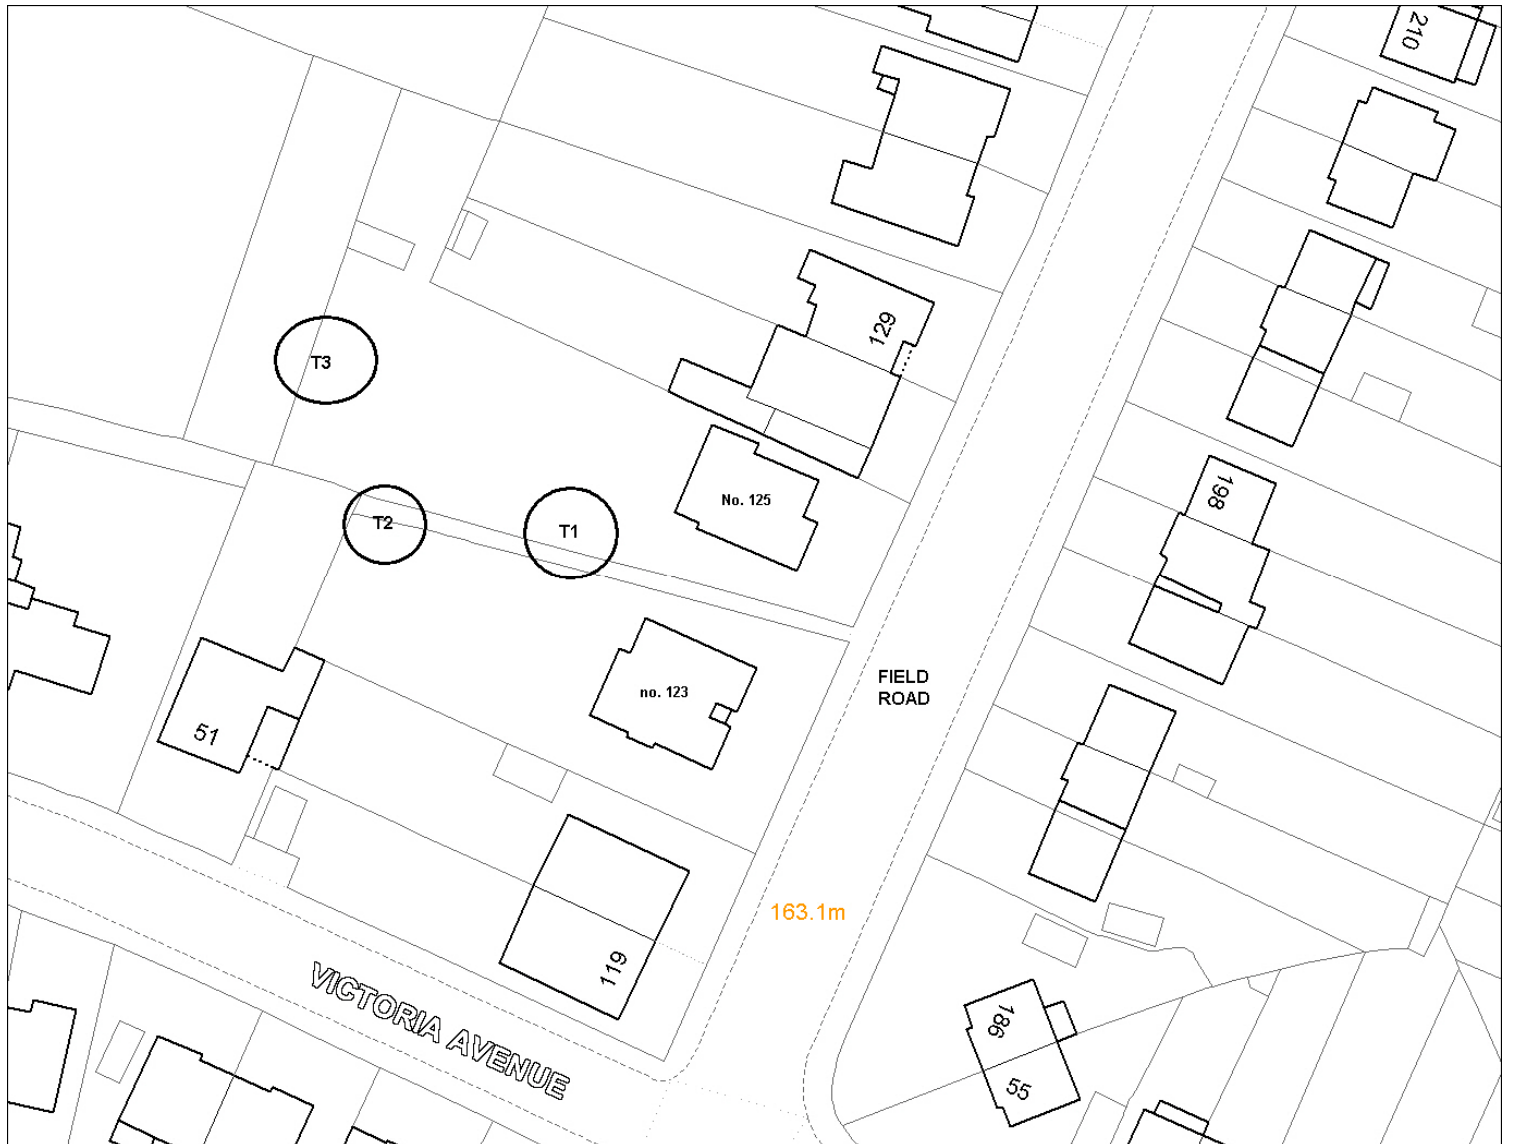 210
129
T3
No. 125
198
T2
T1
FIELD
ROAD
no. 123
51
163.1m
119
VICTORIA AVENUE
186
55